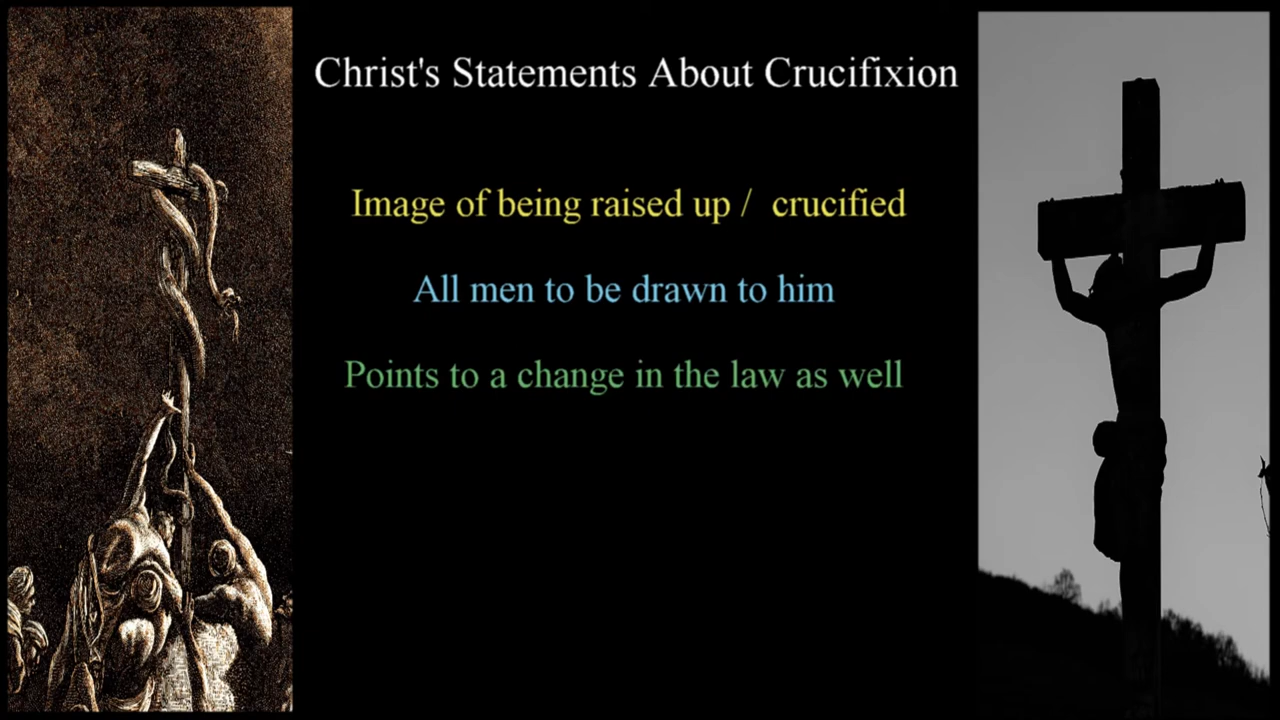 Christ's Statements About Crucifixion
Image of being raised up / crucified
All men to be drawn to him
Points to a change in the law as well